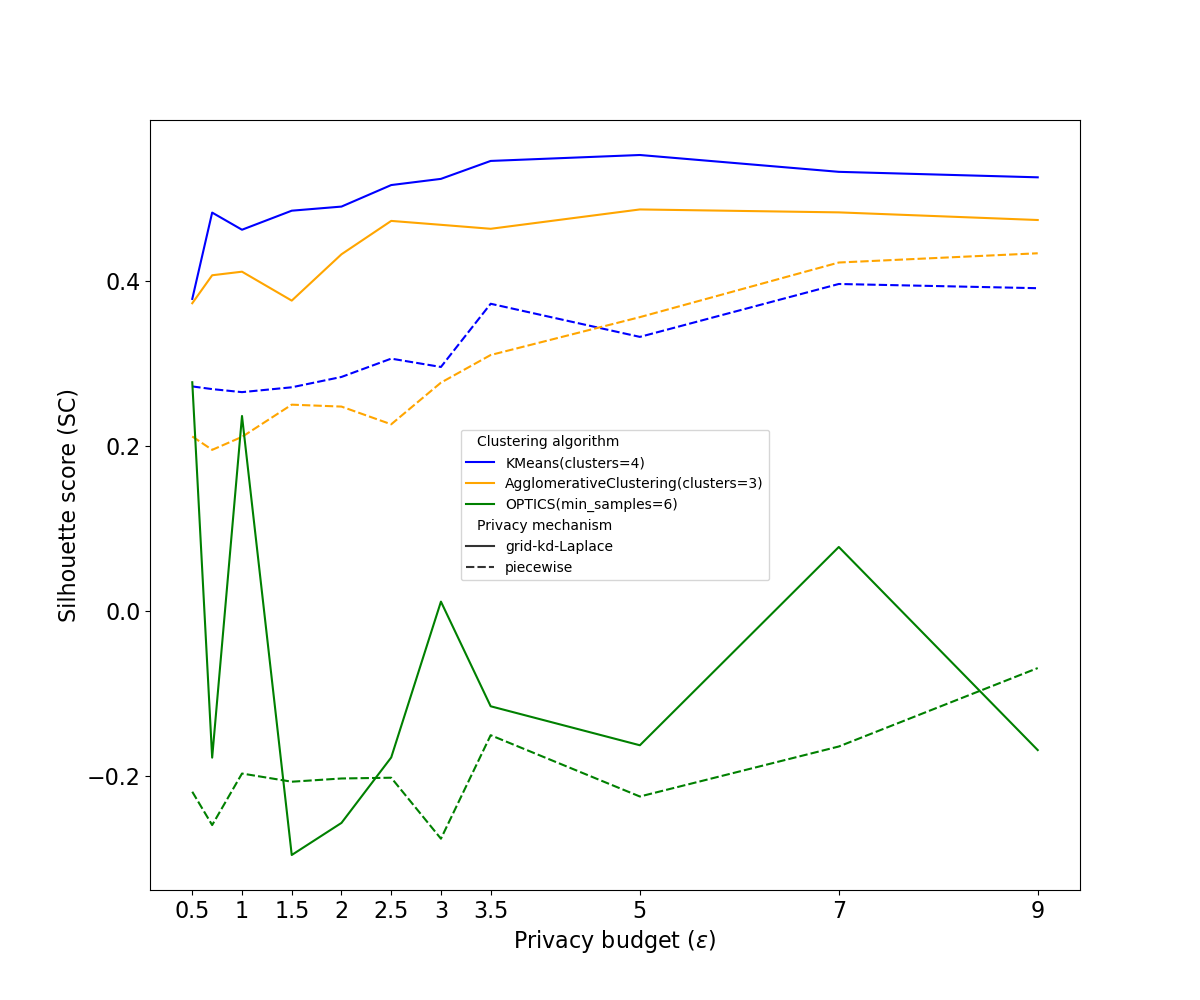 Silhouette score (SC)
0.4
0.2
0.0
−0.2
Clustering algorithm
KMeans(clusters=4)
AgglomerativeClustering(clusters=3)
OPTICS(min_samples=6)
Privacy mechanism
grid-kd-Laplace
piecewise
0.5 1 1.5 2 2.5 3 3.5 5 7 9
Privacy budget (ε)